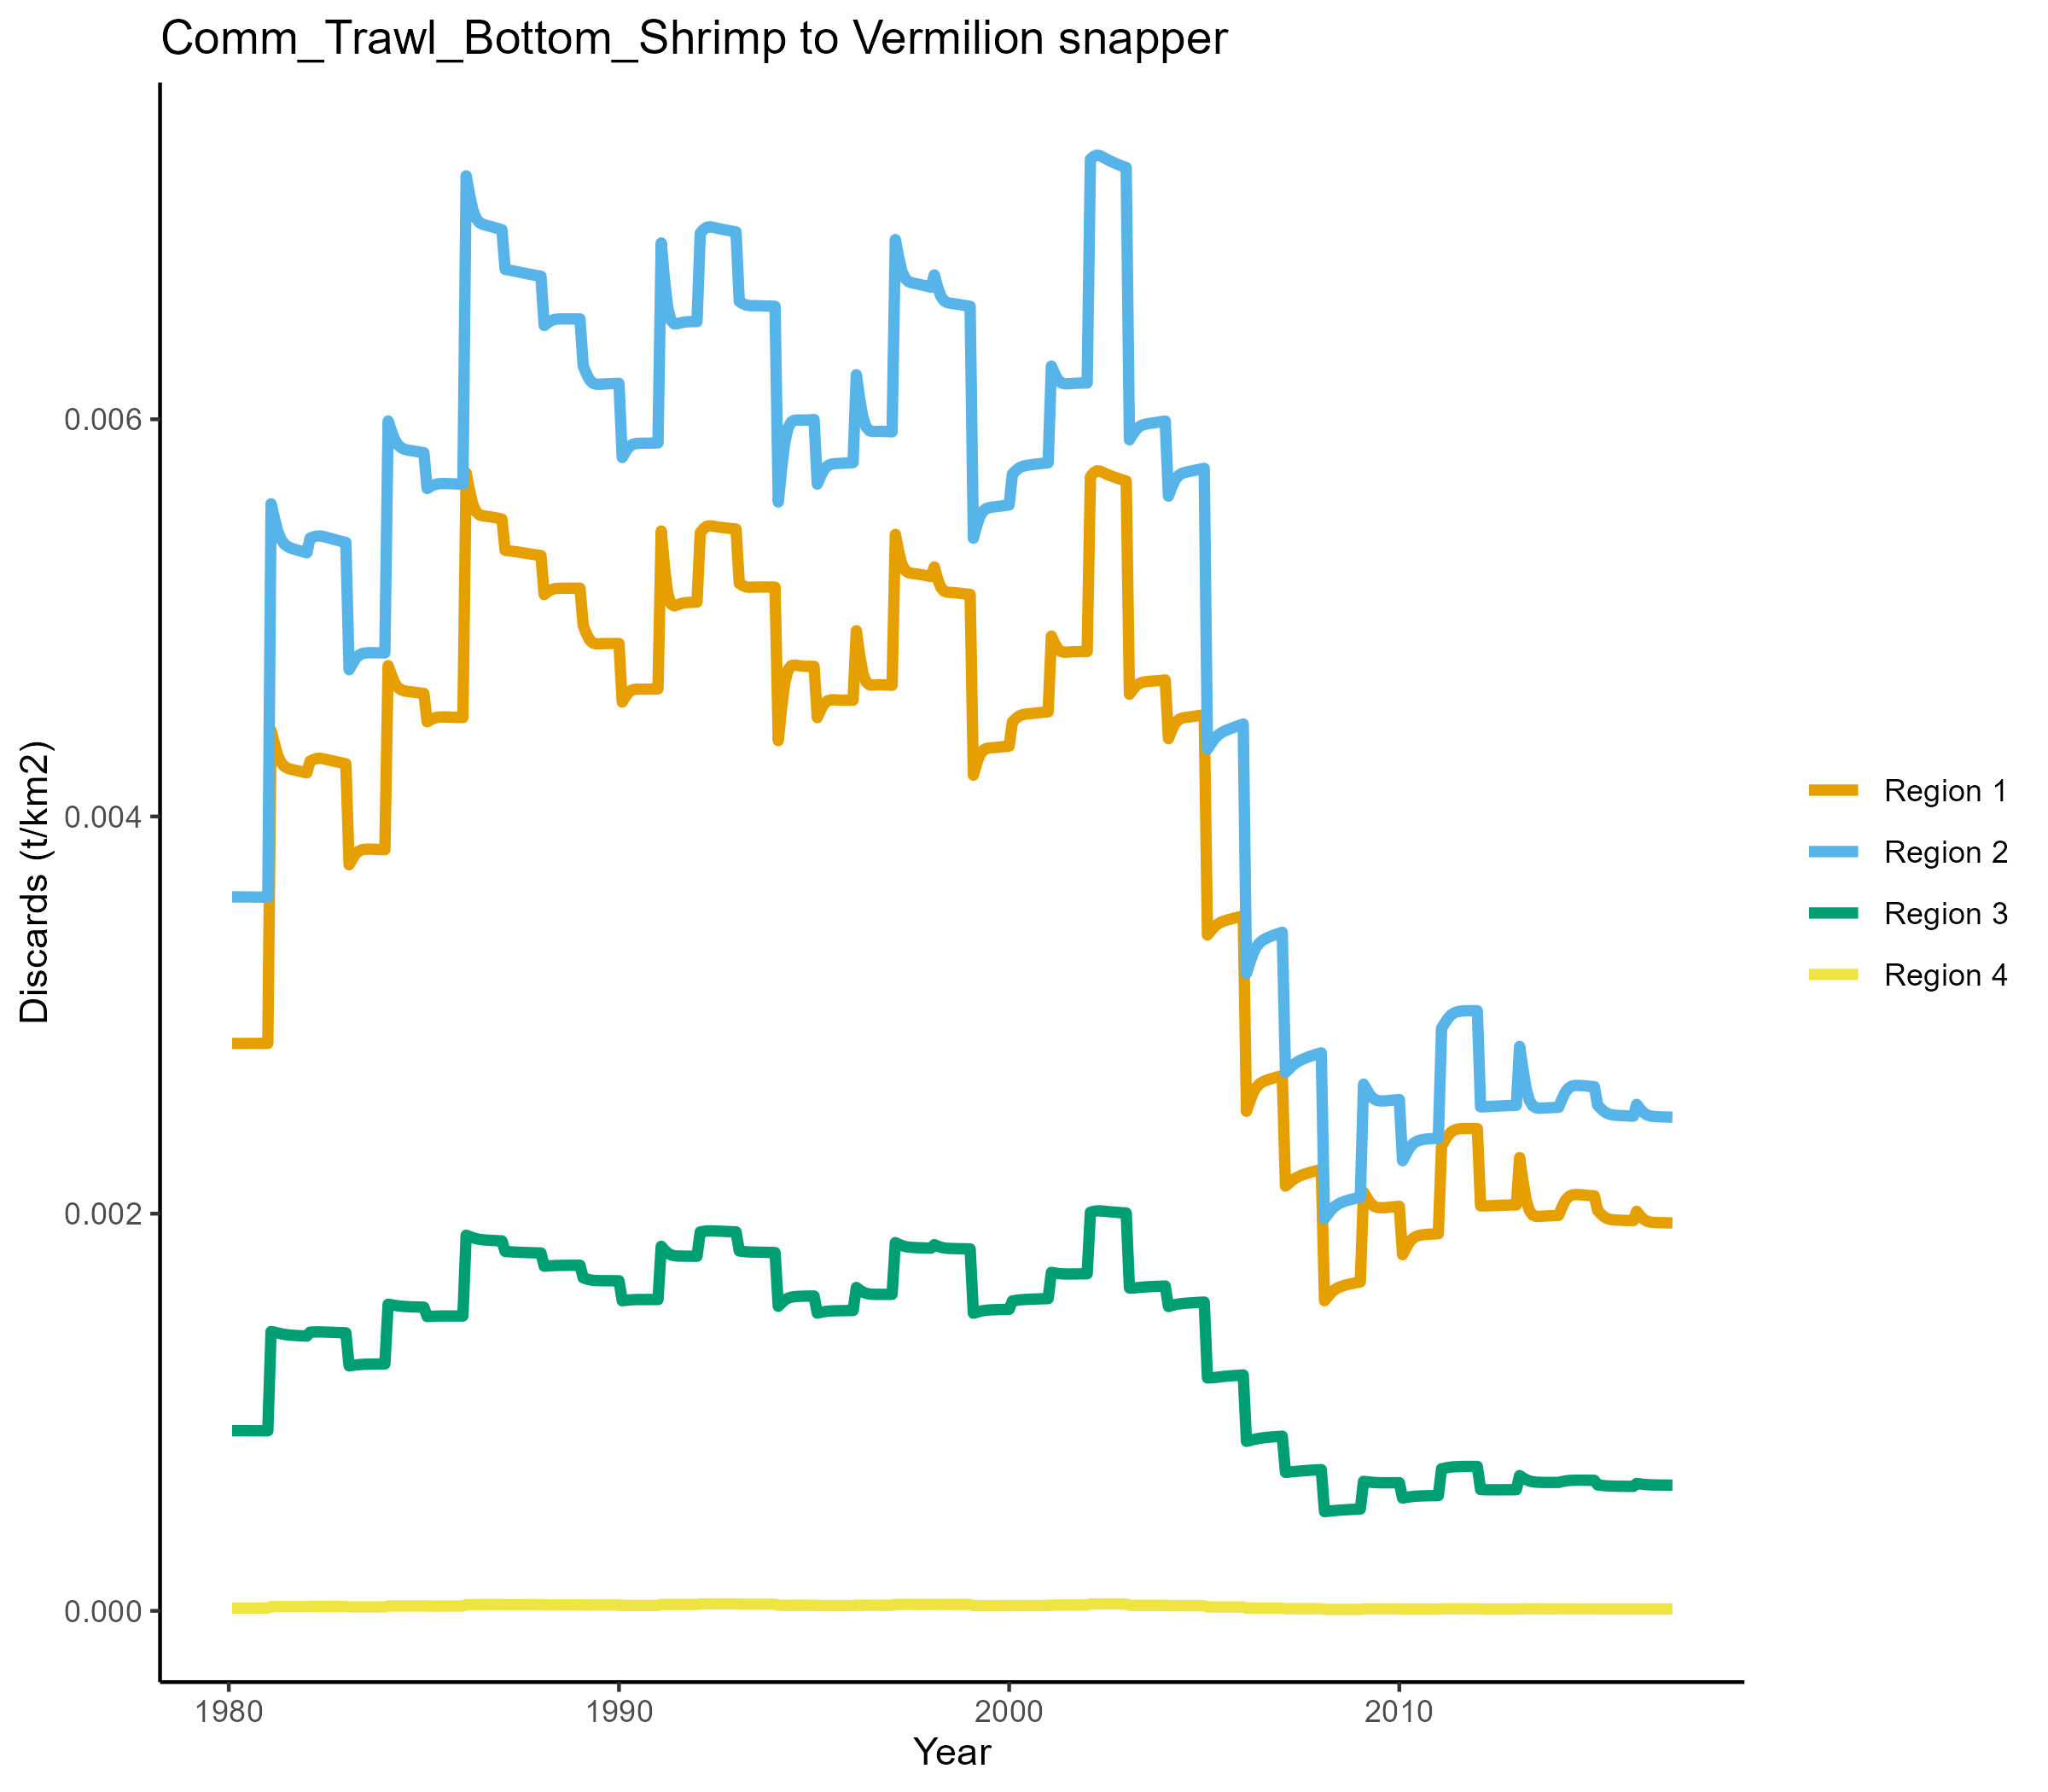 Comm_Trawl_Bottom_Shrimp to Vermilion snapper
Discards (t/km2)
0.006
0.004
0.002
0.000
1980
1990
2000
2010
Year
Region 1
Region 2
Region 3
Region 4